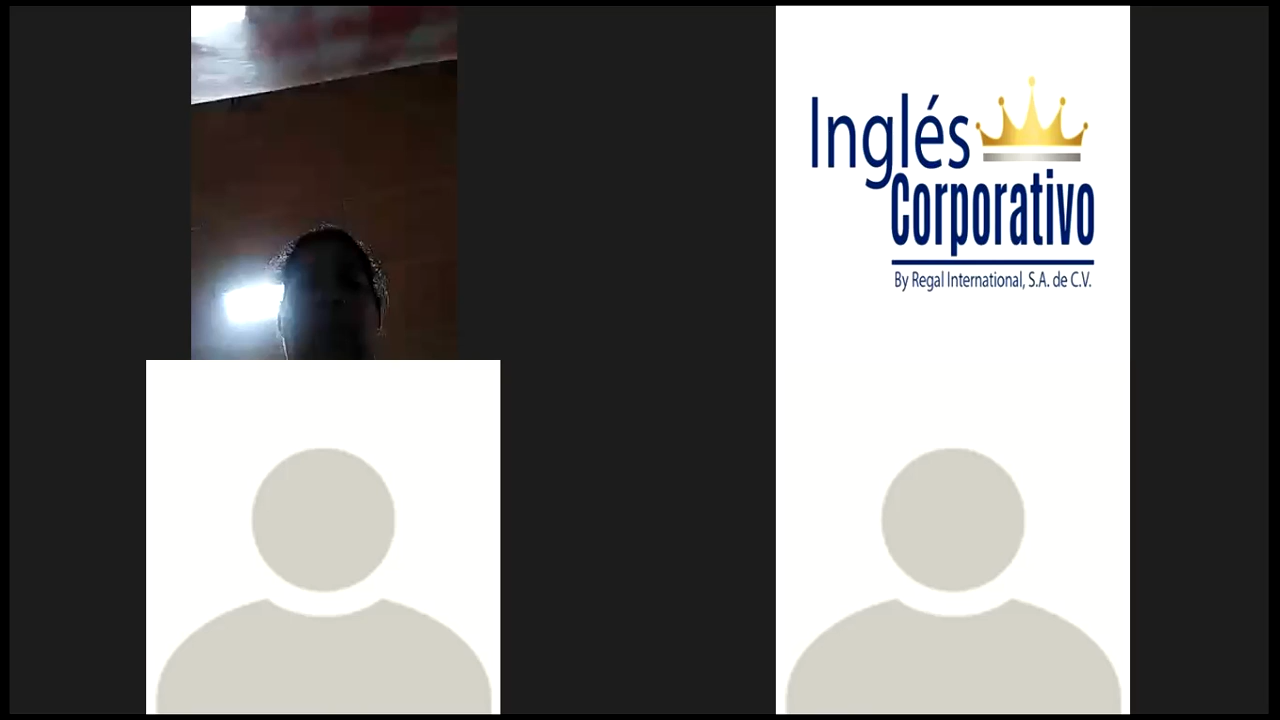 Inglés
Corporativo
By Regal International, S.A. de C.V.